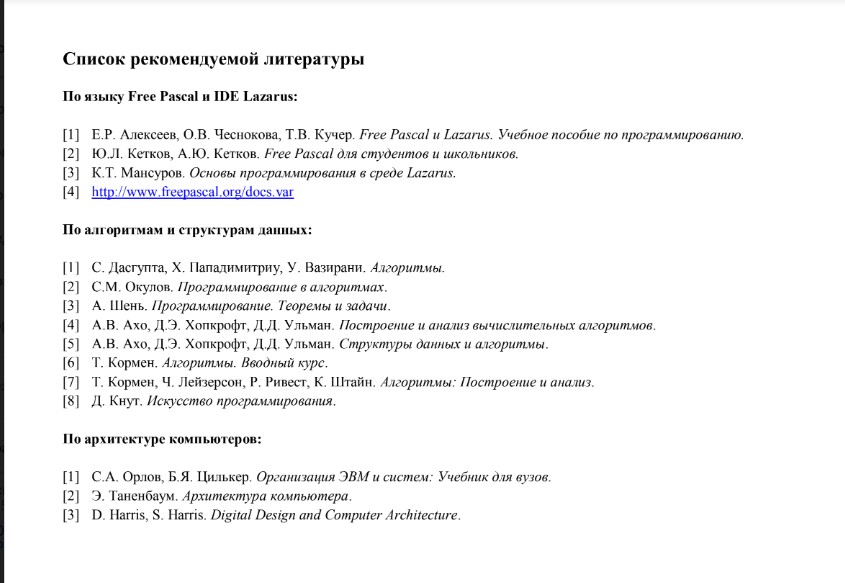 Список рекомендуемой литературы
По языку Free Pascal и IDE Lazarus:
[1] Е.Р. Алексеев, О.В. Чеснокова, Т.В. Кучер. Free Pascal и Lazarus. Учебное пособие по программированию.
[2] Ю.Л. Кетков, А.Ю. Кетков. Free Pascal для студентов и школьников.
[3] К.Т. Мансуров. Основы программирования в среде Lazarus.
[4] http://www.freepascal.org/docs.var
По алгоритмам и структурам данных:
[1] С. Дасгупта, Х. Пападимитриу, У. Вазирани. Алгоритмы.
[2] С.М. Окулов. Программирование в алгоритмах.
[3] А. Шень. Программирование. Теоремы и задачи.
[4] А.В. Ахо, Д.Э. Хопкрофт, Д.Д. Ульман. Построение и анализ вычислительных алгоритмов.
[5] А.В. Ахо, Д.Э. Хопкрофт, Д.Д. Ульман. Структуры данных и алгоритмы.
[6] Т. Кормен. Алгоритмы. Вводный курс.
[7] Т. Кормен, Ч. Лейзерсон, Р. Ривест, К. Штайн. Алгоритмы: Построение и анализ.
[8] Д. Кнут. Искусство программирования.
По архитектуре компьютеров:
[1] С.А. Орлов, Б.Я. Цилькер. Организация ЭВМ и систем: Учебник для вузов.
[2] Э. Таненбаум. Архитектура компьютера.
[3] D. Harris, S. Harris. Digital Design and Computer Architecture.